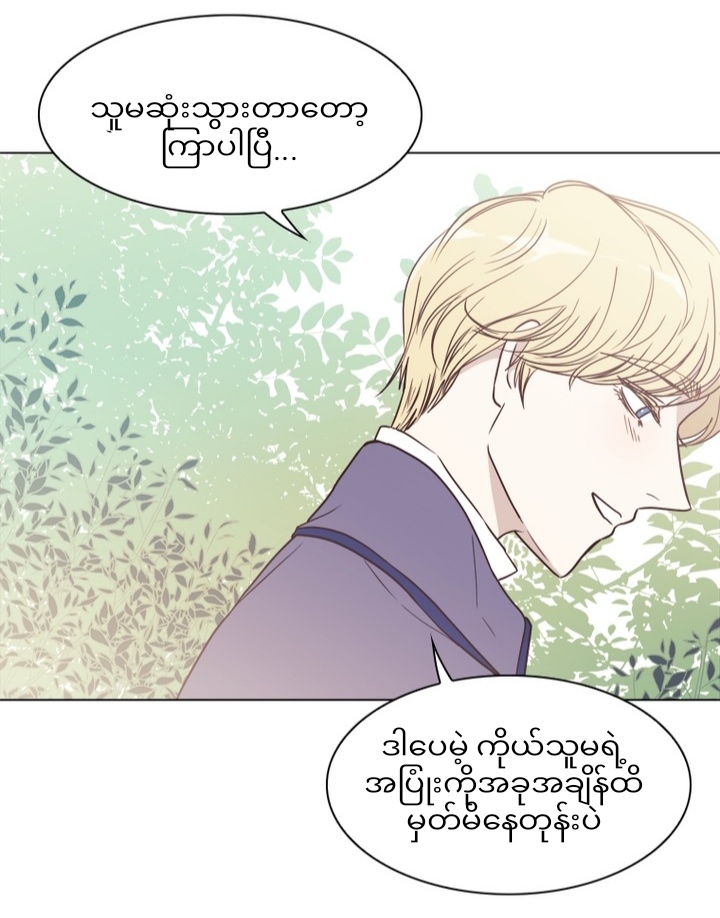 သူမဆုံးသွားတာတော့
ကြာပါပြီ...
ဒါပေမဲ့ ကိုယ်သူမရဲ့
အပြုံးကိုအခုအချိန်ထိ
မှတ်မိနေတုန်းပဲ